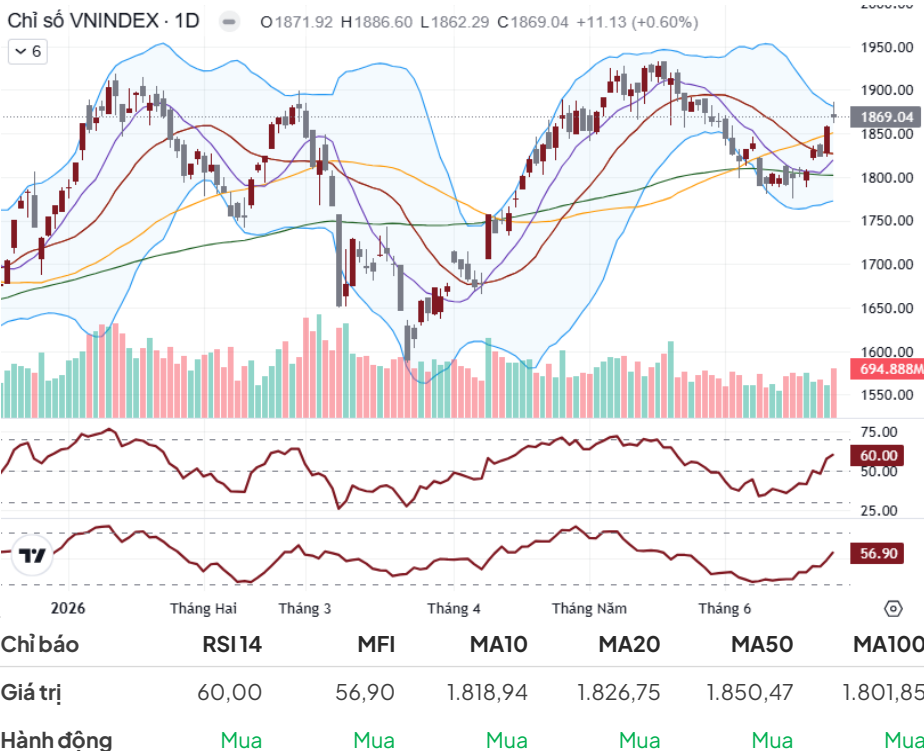 Chỉ số VNINDEX · 1D O1871.92 H1886.60 L1862.29 C1869.04 +11.13 (+0.60%)
6
1950.00
1900.00
1869.04
1850.00
1800.00
1750.00
1700.00
1650.00
1600.00
694.888M
1550.00
75.00
60.00
50.00
25.00
56.90
2026 Tháng Hai Tháng 3 Tháng 4 Tháng Năm Tháng 6
Chỉ báo RSI 14 MFI MA10 MA20 MA50 MA100
Giá trị 60,00 56,90 1.818,94 1.826,75 1.850,47 1.801,85
Hành động Mua Mua Mua Mua Mua Mua